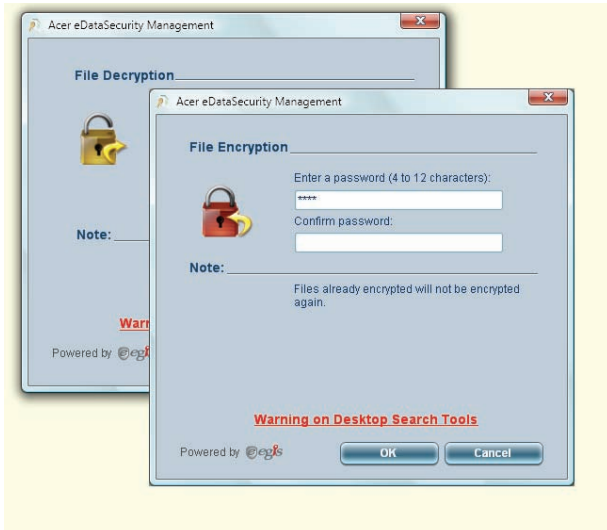 Acer eDataSecurity Management
File Decryption
Note:
Powered by egis
Acer eDataSecurity Management
File Encryption
Enter a password (4 to 12 characters):
****
Confirm password:
Note:
Files already encrypted will not be encrypted
again.
Warning on Desktop Search Tools
Powered by egis
OK
Cancel